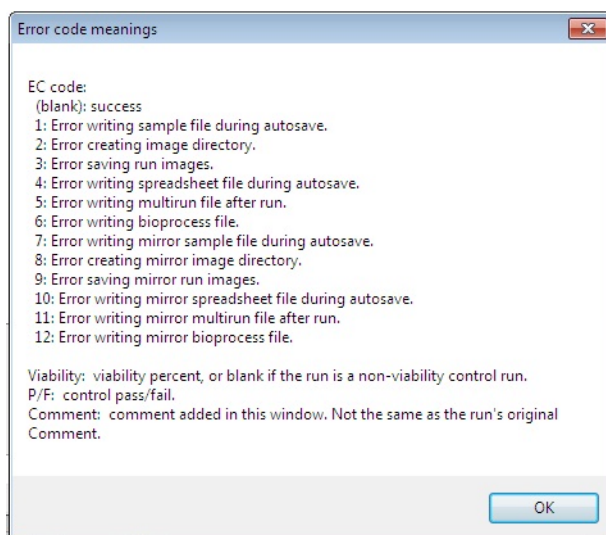 Error code meanings
EC code:
(blank): success
1: Error writing sample file during autosave.
2: Error creating image directory.
3: Error saving run images.
4: Error writing spreadsheet file during autosave.
5: Error writing multirun file after run.
6: Error writing bioprocess file.
7: Error writing mirror sample file during autosave.
8: Error creating mirror image directory.
9: Error saving mirror run images.
10: Error writing mirror spreadsheet file during autosave.
11: Error writing mirror multirun file after run.
12: Error writing mirror bioprocess file.
Viability: viability percent, or blank if the run is a non-viability control run.
P/F: control pass/fail.
Comment: comment added in this window. Not the same as the run's original
Comment.
OK